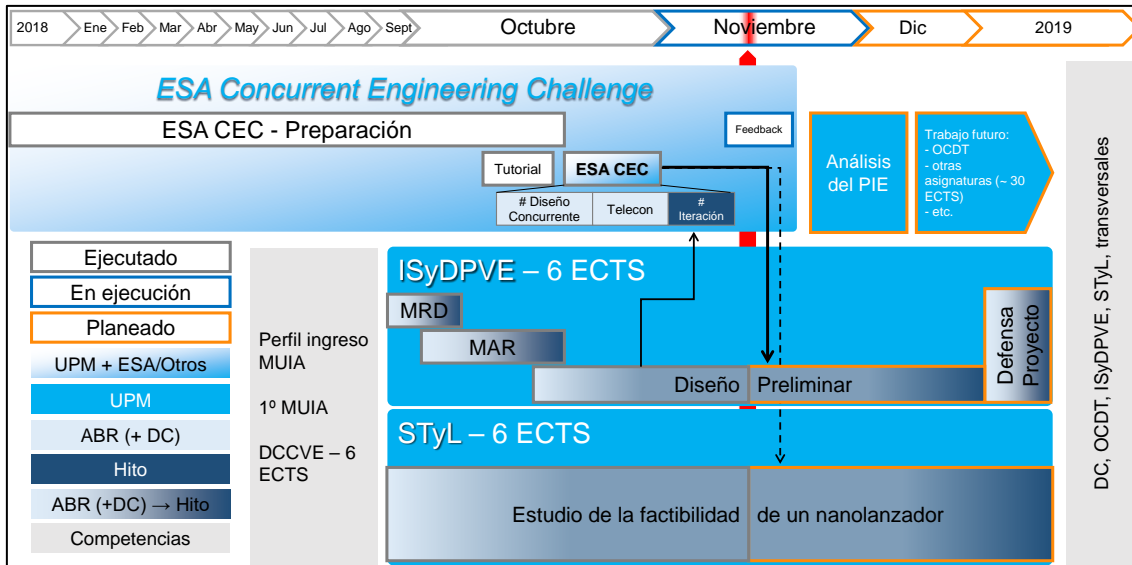 2018 Ene Feb Mar Abr May Jun Jul Ago Sept Octubre Noviembre Dic 2019
ESA Concurrent Engineering Challenge
ESA CEC - Preparación
Feedback
Tutorial
ESA CEC
# Diseño
Concurrente
Telecon
#
Iteración
Análisis
del PIE
Trabajo futuro:
- OCDT
- otras
asignaturas (~ 30
ECTS)
- etc.
Ejecutado
En ejecución
Planeado
UPM + ESA/Otros
UPM
ABR (+ DC)
Hito
ABR (+DC) → Hito
Competencias
Perfil ingreso
MUIA
1º MUIA
DCCVE – 6
ECTS
ISyDPVE – 6 ECTS
MRD
MAR
Diseño Preliminar
Defensa
Proyecto
STyL – 6 ECTS
Estudio de la factibilidad de un nanolanzador
DC, OCDT, ISyDPVE, STyL, transversales